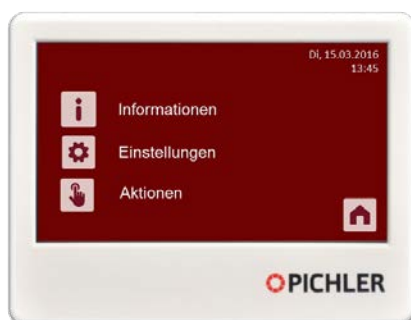 Di, 15.03.2016
13:45
Informationen
Einstellungen
Aktionen
PICHLER